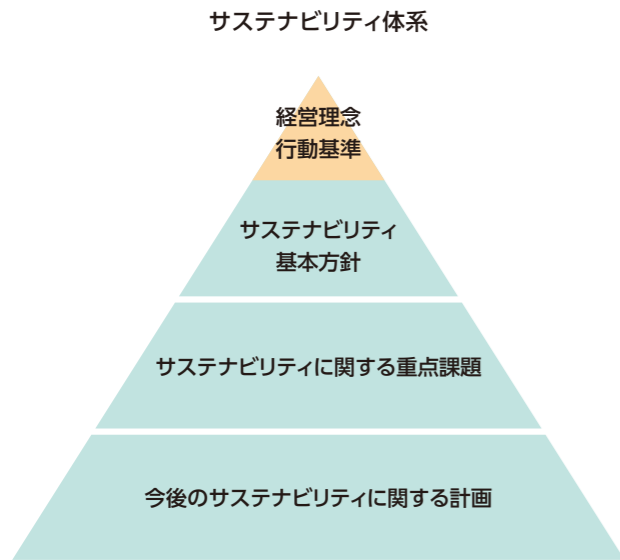 サステナビリティ体系
経営理念
行動基準
サステナビリティ
基本方針
サステナビリティに関する重点課題
今後のサステナビリティに関する計画